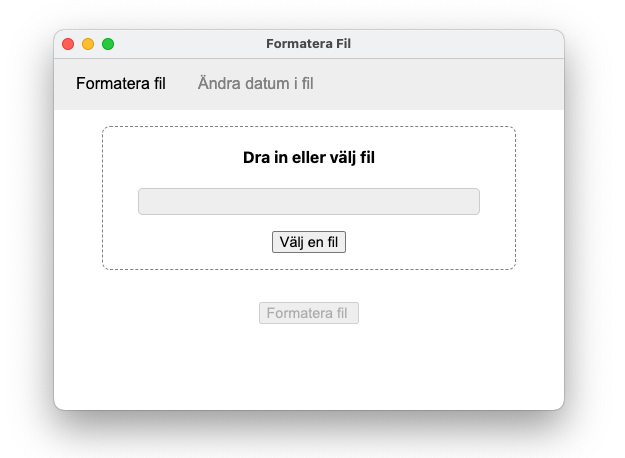 Formatera Fil
Formatera fil Ändra datum i fil
Dra in eller välj fil
Välj en fil
Formatera fil